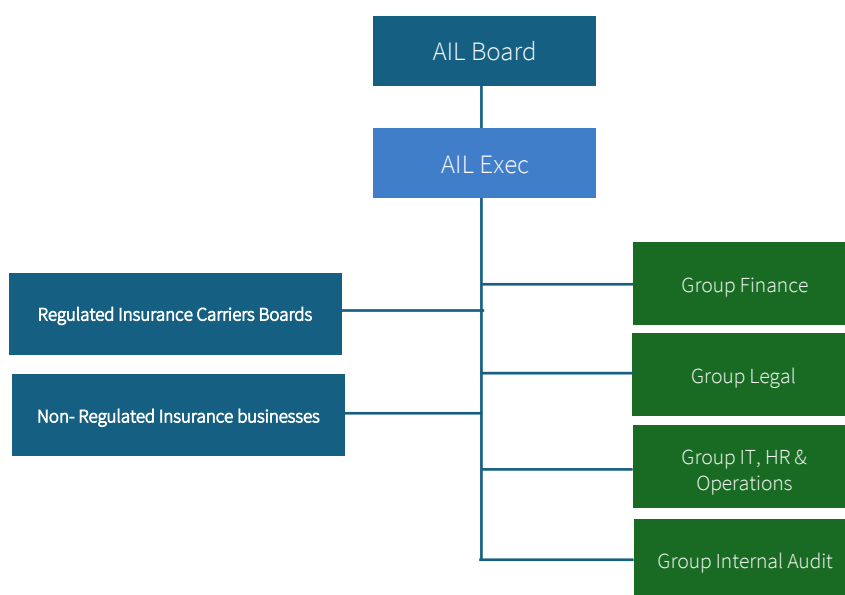 AIL Board
AIL Exec
Regulated Insurance Carriers Boards
Non- Regulated Insurance businesses
Group Finance
Group Legal
Group IT, HR &
Operations
Group Internal Audit